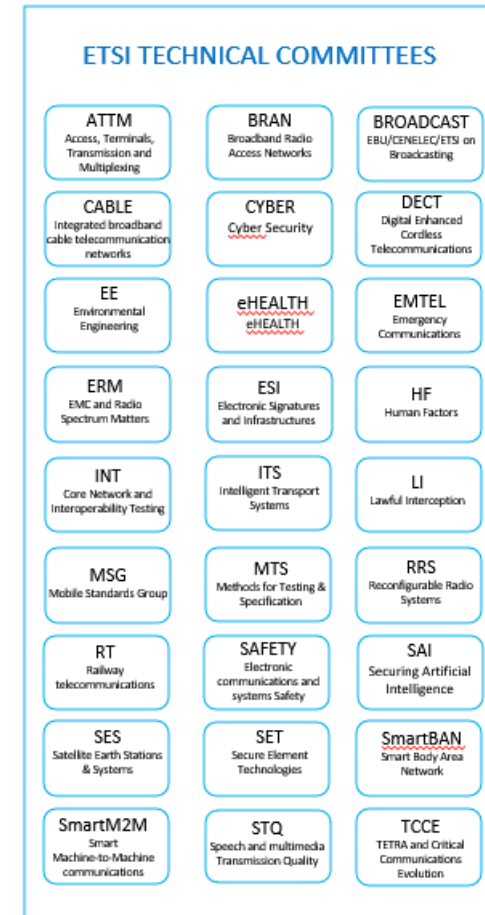 ETSI TECHNICAL COMMITTEES
ATTM
Access, Terminals,
Transmission and
Multiplexing
BRAN
Broadband Radio
Access Networks
BROADCAST
EBU/CENELEC/ETSI on
Broadcasting
CABLE
Integrated broadband
cable telecommunication
networks
CYBER
Cyber Security
DECT
Digital Enhanced
Cordless
Telecommunications
EE
Environmental
Engineering
eHEALTH
eHEALTH
EMTEL
Emergency
Communications
ERM
EMC and Radio
Spectrum Matters
ESI
Electronic Signatures
and Infrastructures
HF
Human Factors
INT
Core Network and
Interoperability Testing
ITS
Intelligent Transport
Systems
LI
Lawful Interception
MSG
Mobile Standards Group
MTS
Methods for Testing &
Specification
RRS
Reconfigurable Radio
Systems
RT
Railway
telecommunications
SAFETY
Electronic
communications and
systems Safety
SAI
Securing Artificial
Intelligence
SES
Satellite Earth Stations
& Systems
SET
Secure Element
Technologies
SmartBAN
Smart Body Area
Network
SmartM2M
Smart
Machine-to-Machine
communications
STQ
Speech and multimedia
Transmission Quality
TCCE
TETRA and Critical
Communications
Evolution